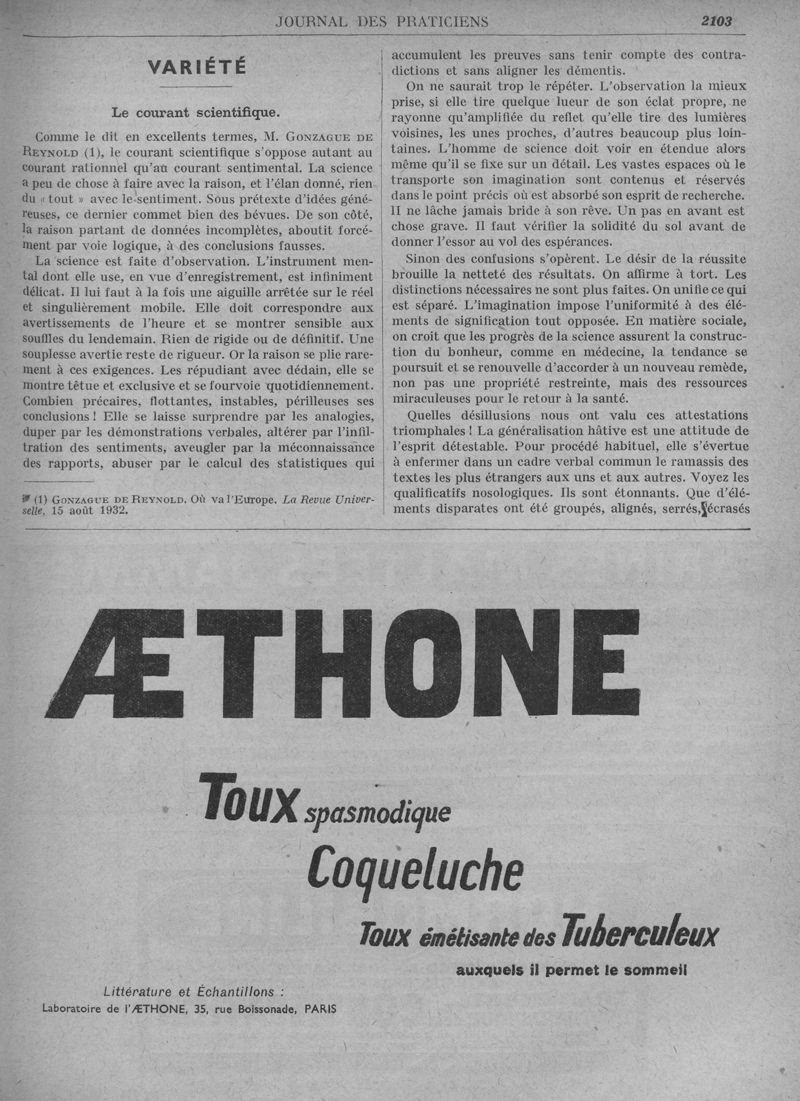 JOURNAL DES PRATICIENS 2103
VARIÉTÉ
Le courant scientifique.
Comme le dit en excellents termes, M. GONZAGUE DE
REYNOLD (1), le courant scientifique s'oppose autant au
courant rationnel qu'au courant sentimental. La science
a peu de chose à faire avec la raison, et l'élan donné, rien
du « tout » avec le sentiment. Sous prétexte d'idées géné-
reuses, ce dernier commet bien des bévues. De son côté,
la raison partant de données incomplètes, aboutit forcé-
ment par voie logique, à des conclusions fausses.
La science est faite d'observation. L'instrument men-
tal dont elle use, en vue d'enregistrement, est infiniment
délicat. Il lui faut à la fois une aiguille arrêtée sur le réel
et singulièrement mobile. Elle doit correspondre aux
avertissements de l'heure et se montrer sensible aux
souffles du lendemain. Rien de rigide ou de définitif. Une
souplesse avertie reste de rigueur. Or la raison se plie rare-
ment à ces exigences. Les répudiant avec dédain, elle se
montre têtue et exclusive et se fourvoie quotidiennement.
Combien précaires, flottantes, instables, périlleuses ses
conclusions ! Elle se laisse surprendre par les analogies,
duper par les démonstrations verbales, altérer par l'infil-
tration des sentiments, aveugler par la méconnaissance
des rapports, abuser par le calcul des statistiques qui
(1) GONZAGUE DE REYNOLD. Où va l'Europe. La Revue Univer-
selle, 15 août 1932.
accumulent les preuves sans tenir compte des contra-
dictions et sans aligner les démentis.
On ne saurait trop le répéter. L'observation la mieux
prise, si elle tire quelque lueur de son éclat propre, ne
rayonne qu'amplifiée du reflet qu'elle tire des lumières
voisines, les unes proches, d'autres beaucoup plus loin-
taines. L'homme de science doit voir en étendue alors
même qu'il se fixe sur un détail. Les vastes espaces où le
transporte son imagination sont contenus et réservés
dans le point précis où est absorbé son esprit de recherche.
Il ne lâche jamais bride à son rêve. Un pas en avant est
chose grave. Il faut vérifier la solidité du sol avant de
donner l'essor au vol des espérances.
Sinon des confusions s'opèrent. Le désir de la réussite
brouille la netteté des résultats. On affirme à tort. Les
distinctions nécessaires ne sont plus faites. On unifie ce qui
est séparé. L'imagination impose l'uniformité à des élé-
ments de signification tout opposée. En matière sociale,
on croit que les progrès de la science assurent la construc-
tion du bonheur, comme en médecine, la tendance se
poursuit et se renouvelle d'accorder à un nouveau remède,
non pas une propriété restreinte, mais des ressources
miraculeuses pour le retour à la santé.
Quelles désillusions nous ont valu ces attestations
triomphales ! La généralisation hâtive est une attitude de
l'esprit détestable. Pour procédé habituel, elle s'évertue
à enfermer dans un cadre verbal commun le ramassis des
textes les plus étrangers aux uns et aux autres. Voyez les
qualificatifs nosologiques. Ils sont étonnants. Que d'élé-
ments disparates ont été groupés, alignés, serrés, écrasés
ÆTHONE
Toux spasmodique
Coqueluche
Toux émétisante des Tuberculeux
auxquels il permet le sommeil
Littérature et Échantillons :
Laboratoire de l'ÆTHONE, 35, rue Boissonade, PARIS